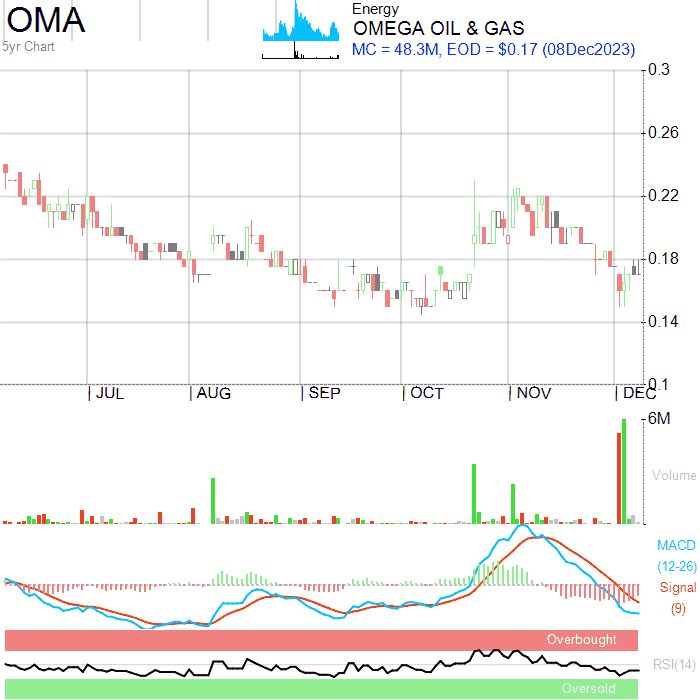 OMA
5yr Chart
Energy
OMEGA OIL & GAS
MC = 48.3M, EOD = $0.17 (08Dec2023)
0.3
0.26
0.22
0.18
0.14
0.1
JUL AUG SEP OCT NOV DEC
6M
Volume
MACD
(12-26)
Signal
(9)
Overbought
RSI(14)
Oversold